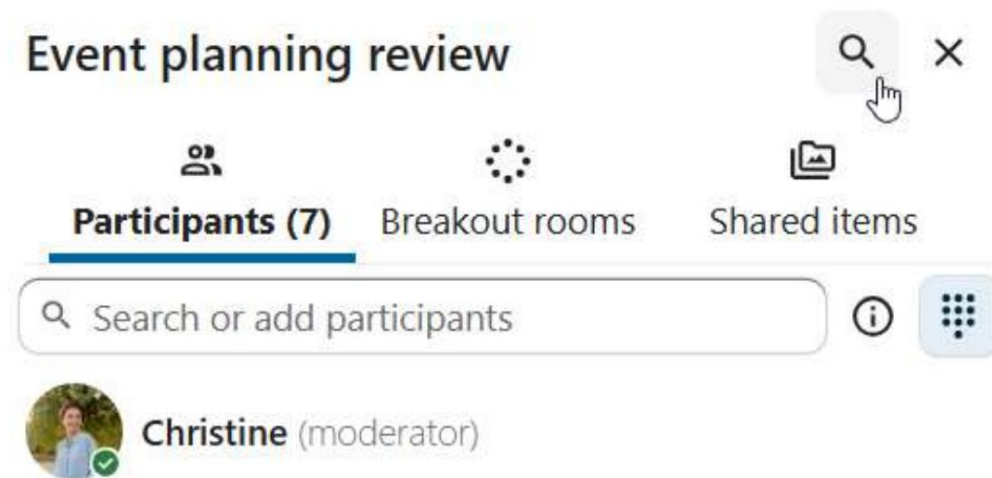 Event planning review
Participants (7)
Breakout rooms
Shared items
Search or add participants
Christine (moderator)